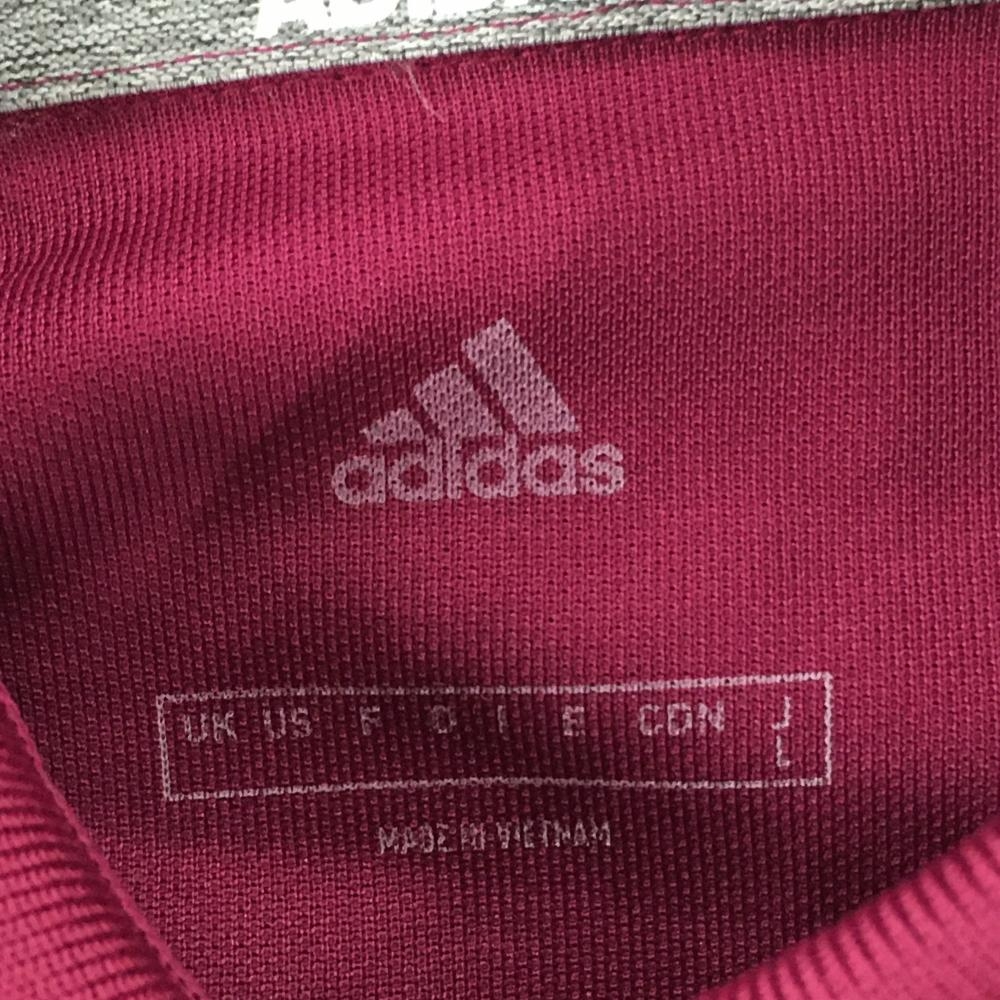 adidas
UK US F D I E CDN J
L
MADE IN VIETNAM